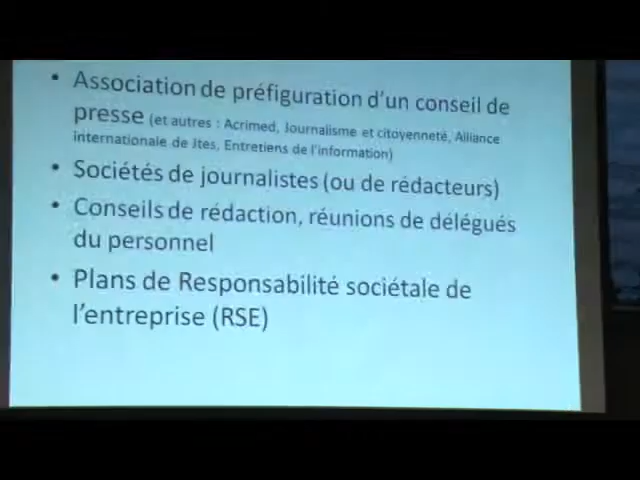 • Association de préfiguration d'un conseil de
presse (et autres : Acrimed, Journalisme et citoyenneté, Alliance
internationale de Jtes, Entretiens de l'information)
• Sociétés de journalistes (ou de rédacteurs)
• Conseils de rédaction, réunions de délégués
du personnel
• Plans de Responsabilité sociétale de
l'entreprise (RSE)